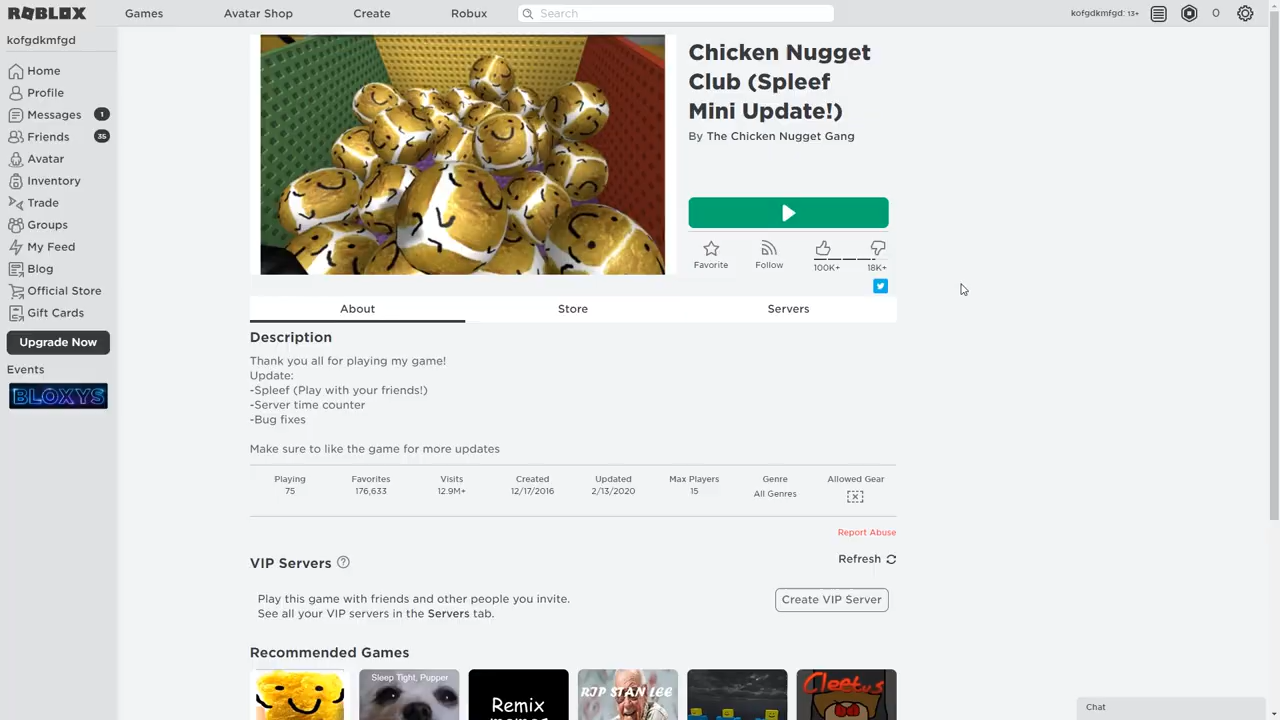 ROBLOX
Games
Avatar Shop
Create
Robux
Search
kofgdkmfgd: 13+
0
kofgdkmfgd
Home
Profile
Messages
1
Friends
35
Avatar
Inventory
Trade
Groups
My Feed
Blog
Official Store
Gift Cards
Upgrade Now
Events
BLOXYS
Chicken Nugget
Club (Spleef
Mini Update!)
By The Chicken Nugget Gang
Favorite
Follow
100K+
18K+
About
Store
Servers
Description
Thank you all for playing my game!
Update:
-Spleef (Play with your friends!)
-Server time counter
-Bug fixes
Make sure to like the game for more updates
Playing
Favorites
Visits
Created
Updated
Max Players
Genre
Allowed Gear
75
176,633
12.9M+
12/17/2016
2/13/2020
15
All Genres
Report Abuse
VIP Servers
Refresh
Play this game with friends and other people you invite.
See all your VIP servers in the Servers tab.
Create VIP Server
Recommended Games
Sleep Tight, Pupper
Remix
memes
RIP STAN LEE
Cleetus
Chat